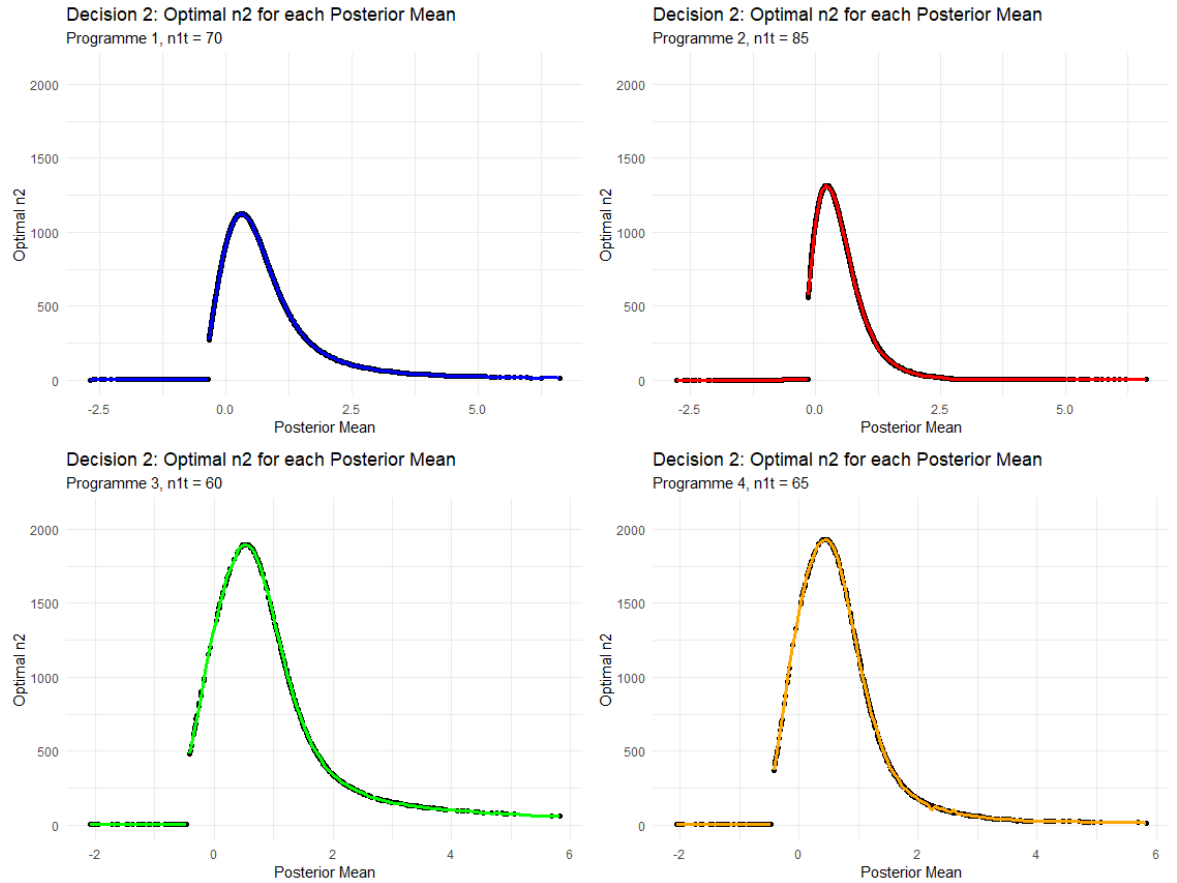 Decision 2: Optimal n2 for each Posterior Mean
Programme 1, n1t = 70
2000
1500
1000
500
0
Optimal n2
-2.5
0.0
2.5
5.0
Posterior Mean
Decision 2: Optimal n2 for each Posterior Mean
Programme 2, n1t = 85
2000
1500
1000
500
0
Optimal n2
-2.5
0.0
2.5
5.0
Posterior Mean
Decision 2: Optimal n2 for each Posterior Mean
Programme 3, n1t = 60
2000
1500
1000
500
0
Optimal n2
-2
0
2
4
6
Posterior Mean
Decision 2: Optimal n2 for each Posterior Mean
Programme 4, n1t = 65
2000
1500
1000
500
0
Optimal n2
-2
0
2
4
6
Posterior Mean